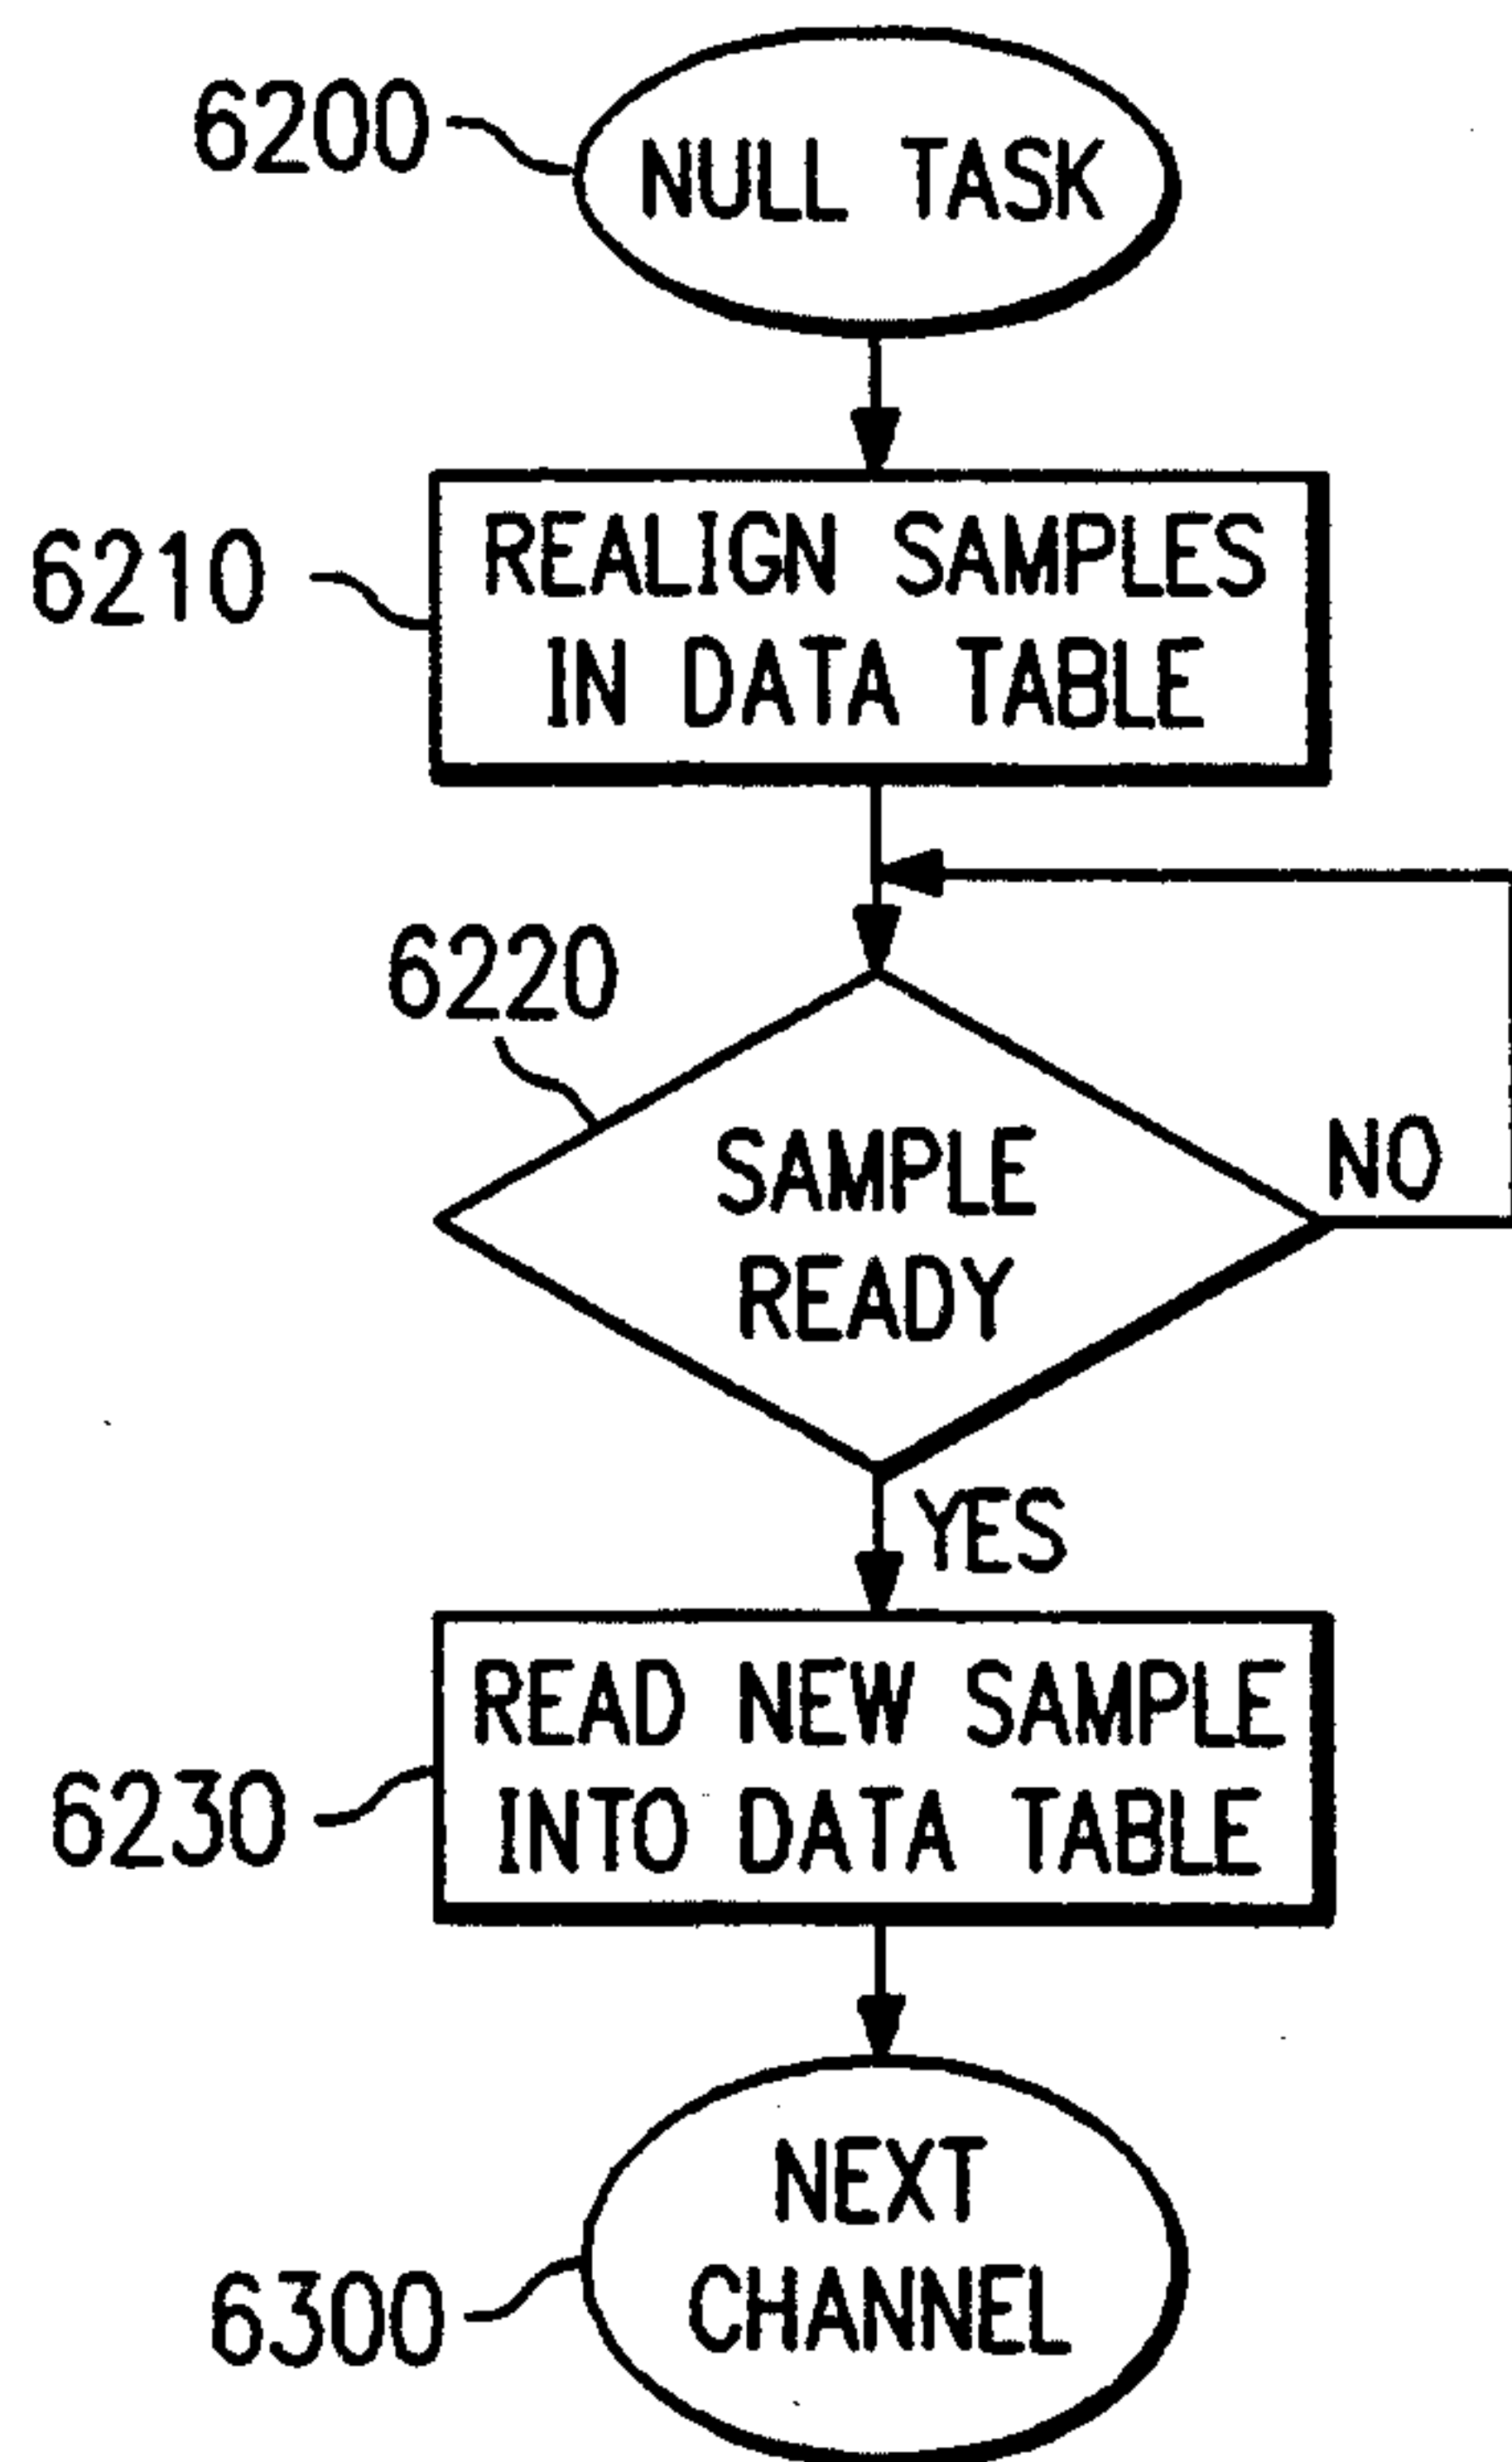 6200
NULL TASK
6210
REALIGN SAMPLES
IN DATA TABLE
6220
SAMPLE
READY
NO
YES
6230
READ NEW SAMPLE
INTO DATA TABLE
6300
NEXT
CHANNEL